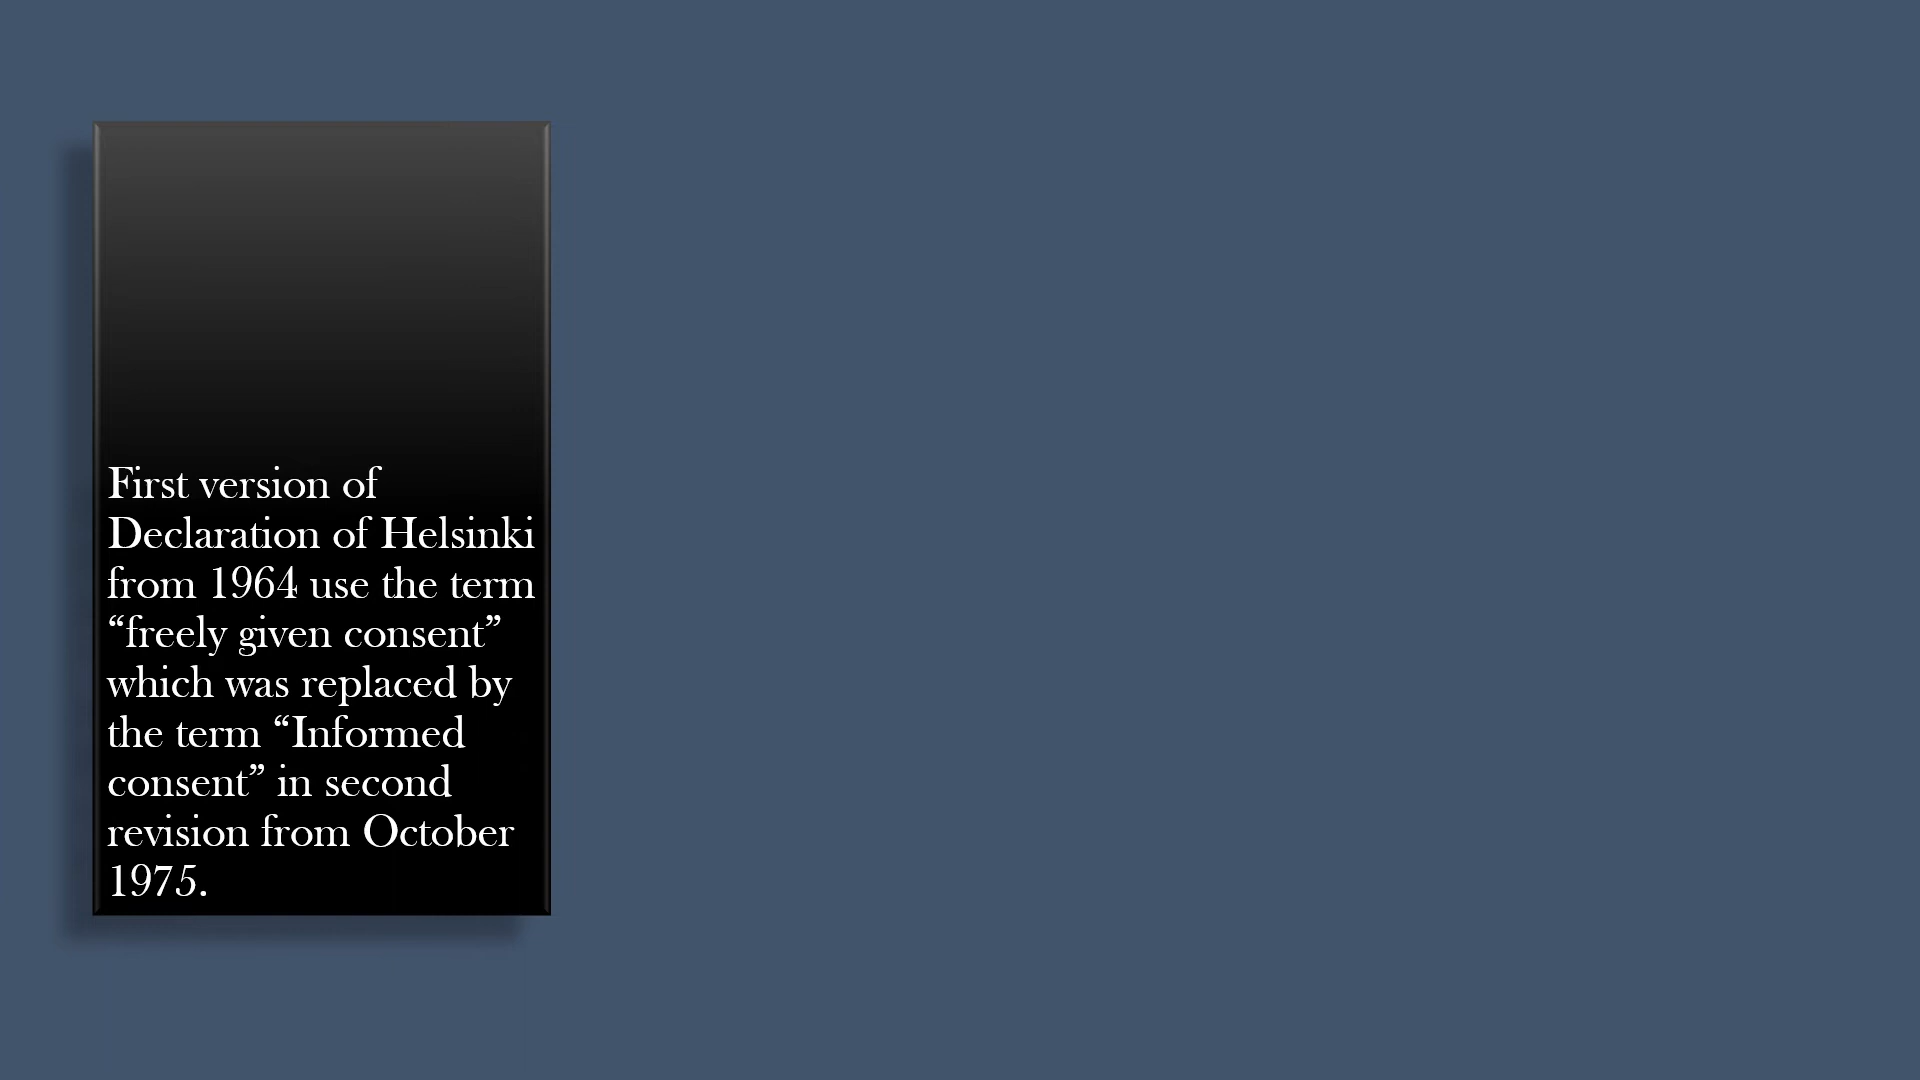 First version of
Declaration of Helsinki
from 1964 use the term
“freely given consent”
which was replaced by
the term “Informed
consent” in second
revision from October
1975.